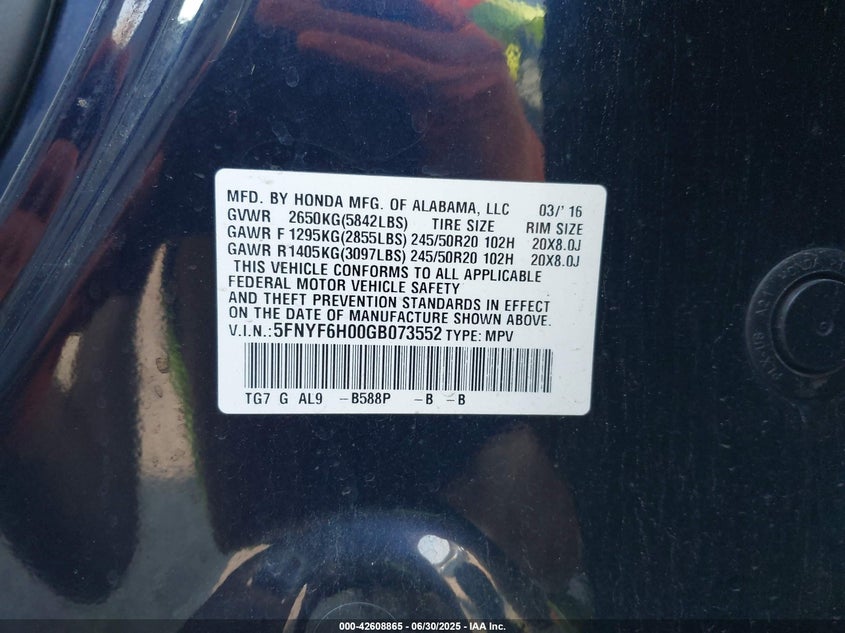 MFD. BY HONDA MFG. OF ALABAMA, LLC 03/' 16
GVWR 2650KG(5842LBS) TIRE SIZE RIM SIZE
GAWR F 1295KG(2855LBS) 245/50R20 102H 20X8.0J
GAWR R1405KG(3097LBS) 245/50R20 102H 20X8.0J
THIS VEHICLE CONFORMS TO ALL APPLICABLE
FEDERAL MOTOR VEHICLE SAFETY
AND THEFT PREVENTION STANDARDS IN EFFECT
ON THE DATE OF MANUFACTURE SHOWN ABOVE.
V.I.N.:5FNYF6H00GB073552 TYPE: MPV
TG7 G AL9 -B588P -B -B
000-42608865 - 06/30/2025 - IAA Inc.